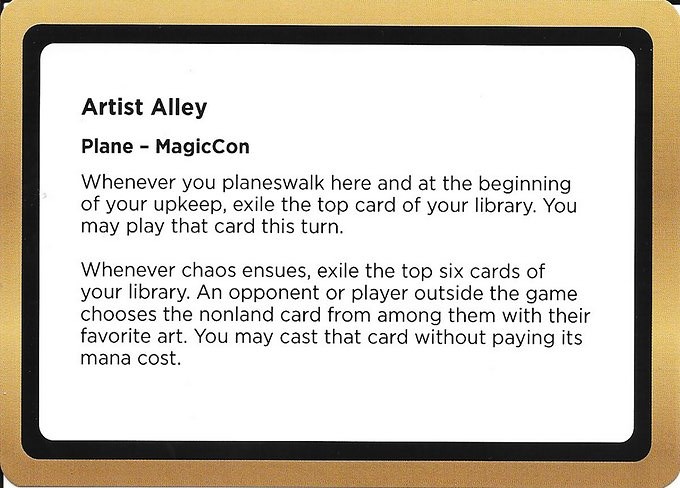 Artist Alley
Plane – MagicCon
Whenever you planeswalk here and at the beginning
of your upkeep, exile the top card of your library. You
may play that card this turn.
Whenever chaos ensues, exile the top six cards of
your library. An opponent or player outside the game
chooses the nonland card from among them with their
favorite art. You may cast that card without paying its
mana cost.